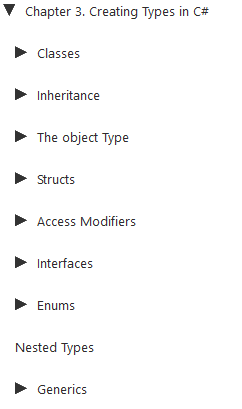 Chapter 3. Creating Types in C#
Classes
Inheritance
The object Type
Structs
Access Modifiers
Interfaces
Enums
Nested Types
Generics